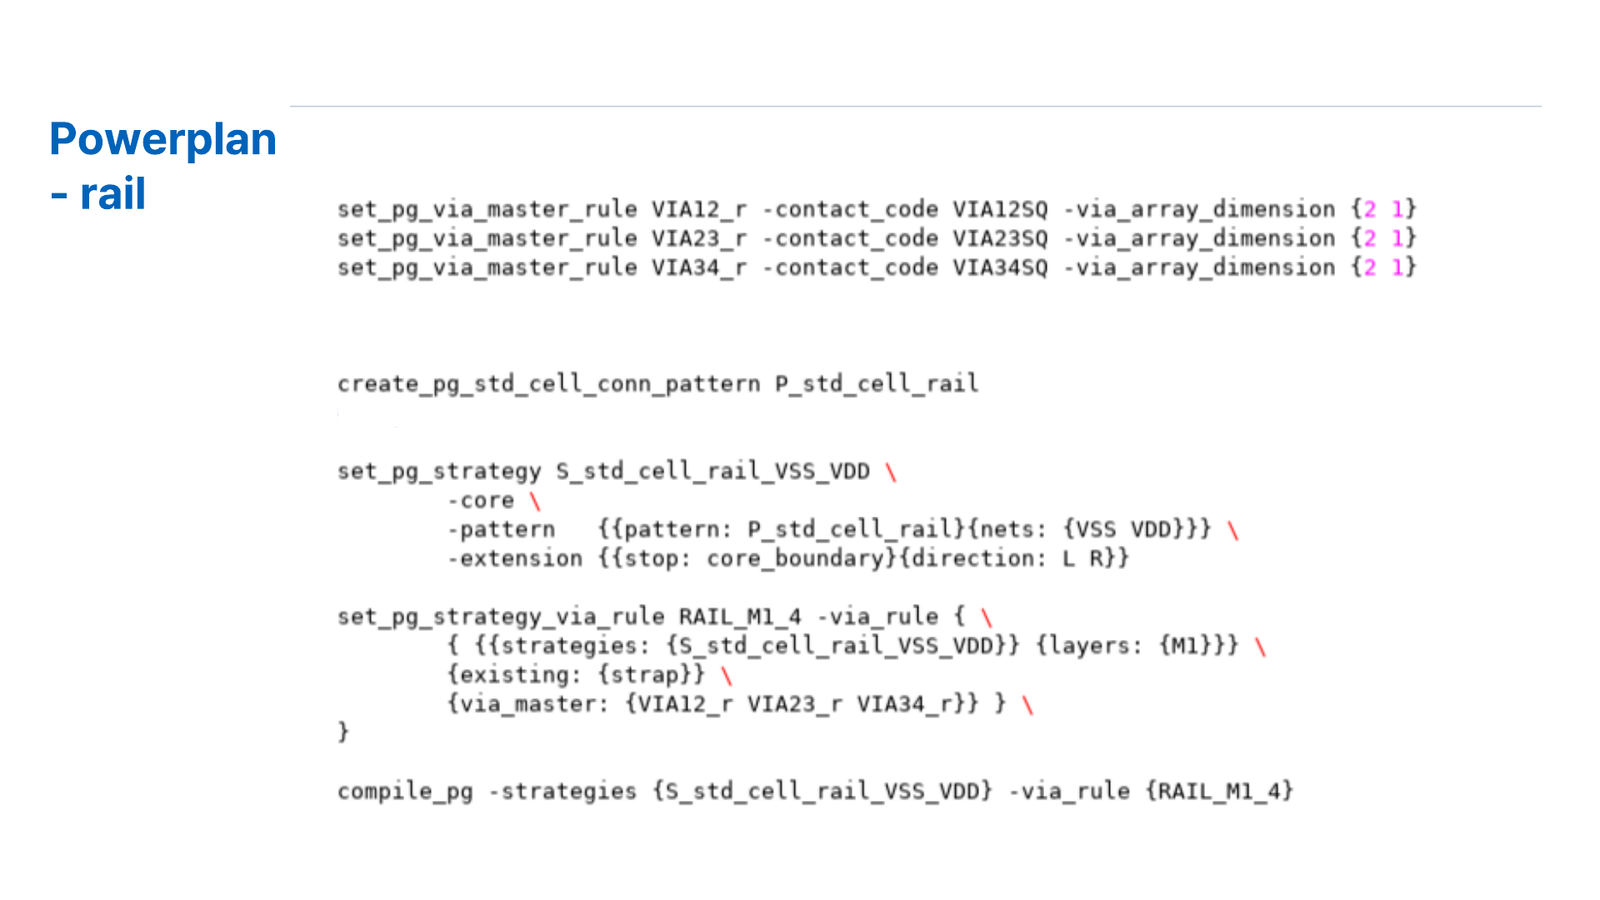 Powerplan
- rail
set_pg_via_master_rule VIA12_r -contact_code VIA12SQ -via_array_dimension {2 1}
set_pg_via_master_rule VIA23_r -contact_code VIA23SQ -via_array_dimension {2 1}
set_pg_via_master_rule VIA34_r -contact_code VIA34SQ -via_array_dimension {2 1}
create_pg_std_cell_conn_pattern P_std_cell_rail
set_pg_strategy S_std_cell_rail_VSS_VDD \
-core \
-pattern {{pattern: P_std_cell_rail}{nets: {VSS VDD}}} \
-extension {{stop: core_boundary}{direction: L R}}
set_pg_strategy_via_rule RAIL_M1_4 -via_rule { \
{ {{strategies: {S_std_cell_rail_VSS_VDD}} {layers: {M1}}} \
{existing: {strap}} \
{via_master: {VIA12_r VIA23_r VIA34_r}} } \
}
compile_pg -strategies {S_std_cell_rail_VSS_VDD} -via_rule {RAIL_M1_4}